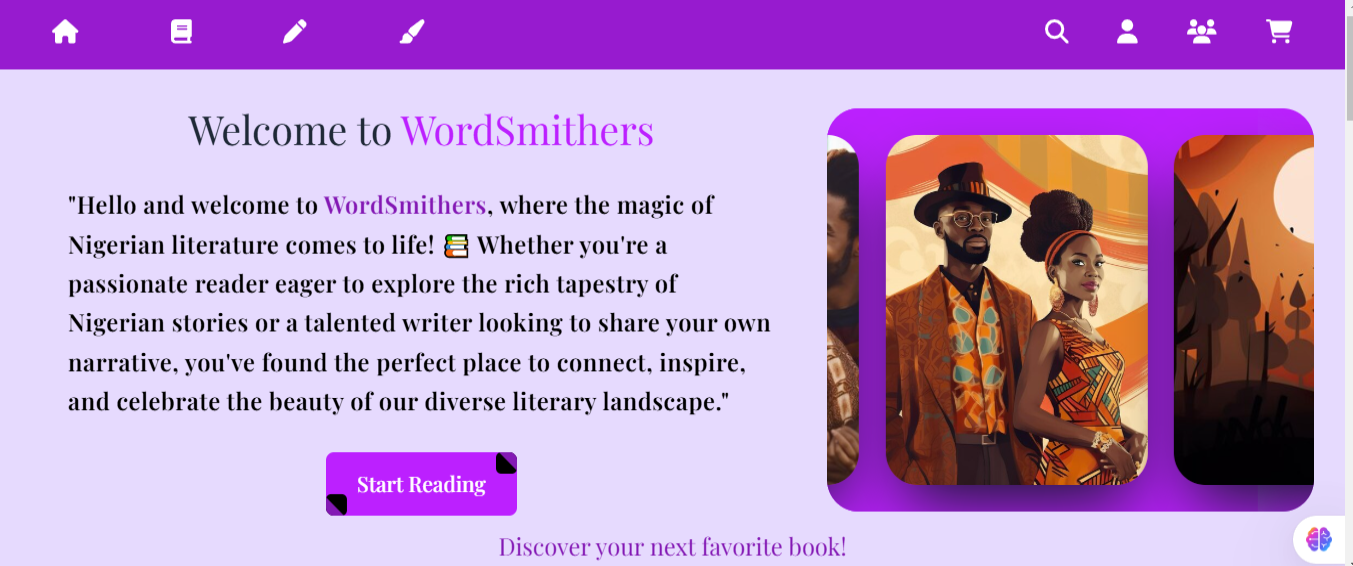 Welcome to WordSmithers
"Hello and welcome to WordSmithers, where the magic of
Nigerian literature comes to life! 📚 Whether you're a
passionate reader eager to explore the rich tapestry of
Nigerian stories or a talented writer looking to share your own
narrative, you've found the perfect place to connect, inspire,
and celebrate the beauty of our diverse literary landscape."
Start Reading
Discover your next favorite book!